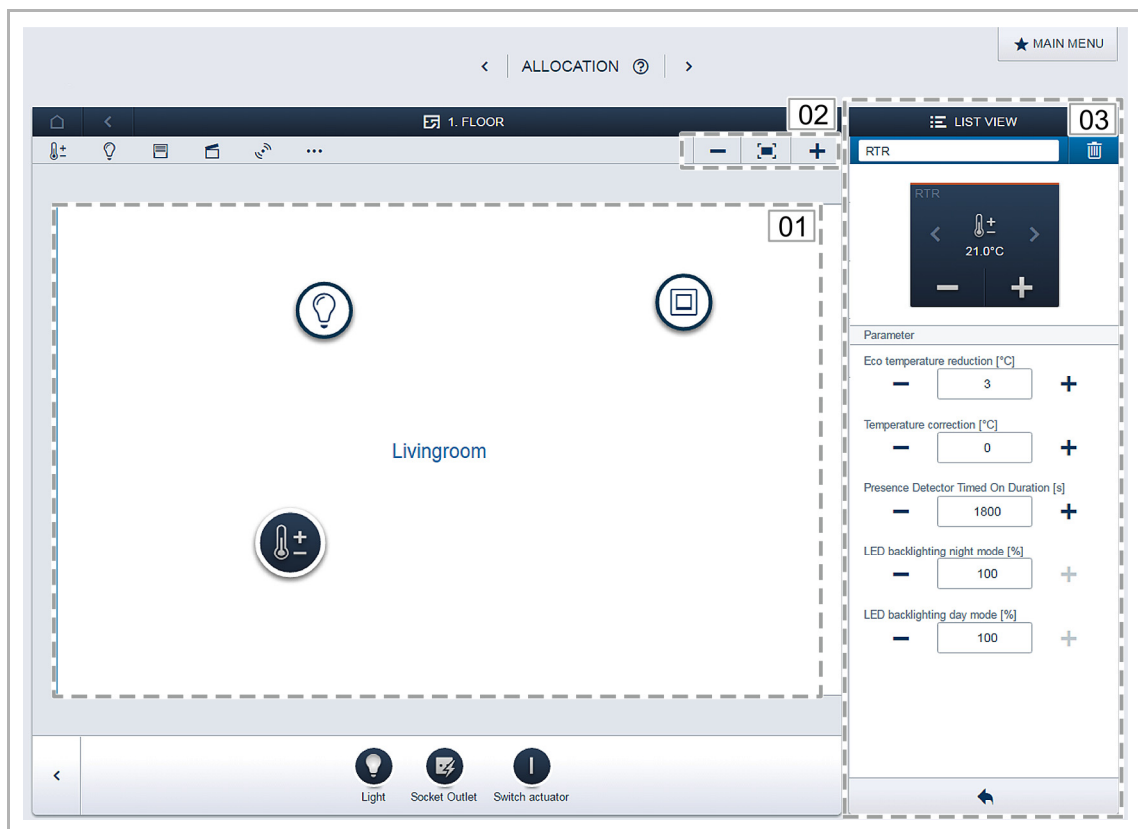 MAIN MENU
ALLOCATION
1. FLOOR
02
LIST VIEW
03
RTR
01
RTR
21.0°C
Parameter
Eco temperature reduction [°C]
3
Temperature correction [°C]
0
Presence Detector Timed On Duration [s]
1800
LED backlighting night mode [%]
100
LED backlighting day mode [%]
100
Livingroom
Light
Socket Outlet
Switch actuator